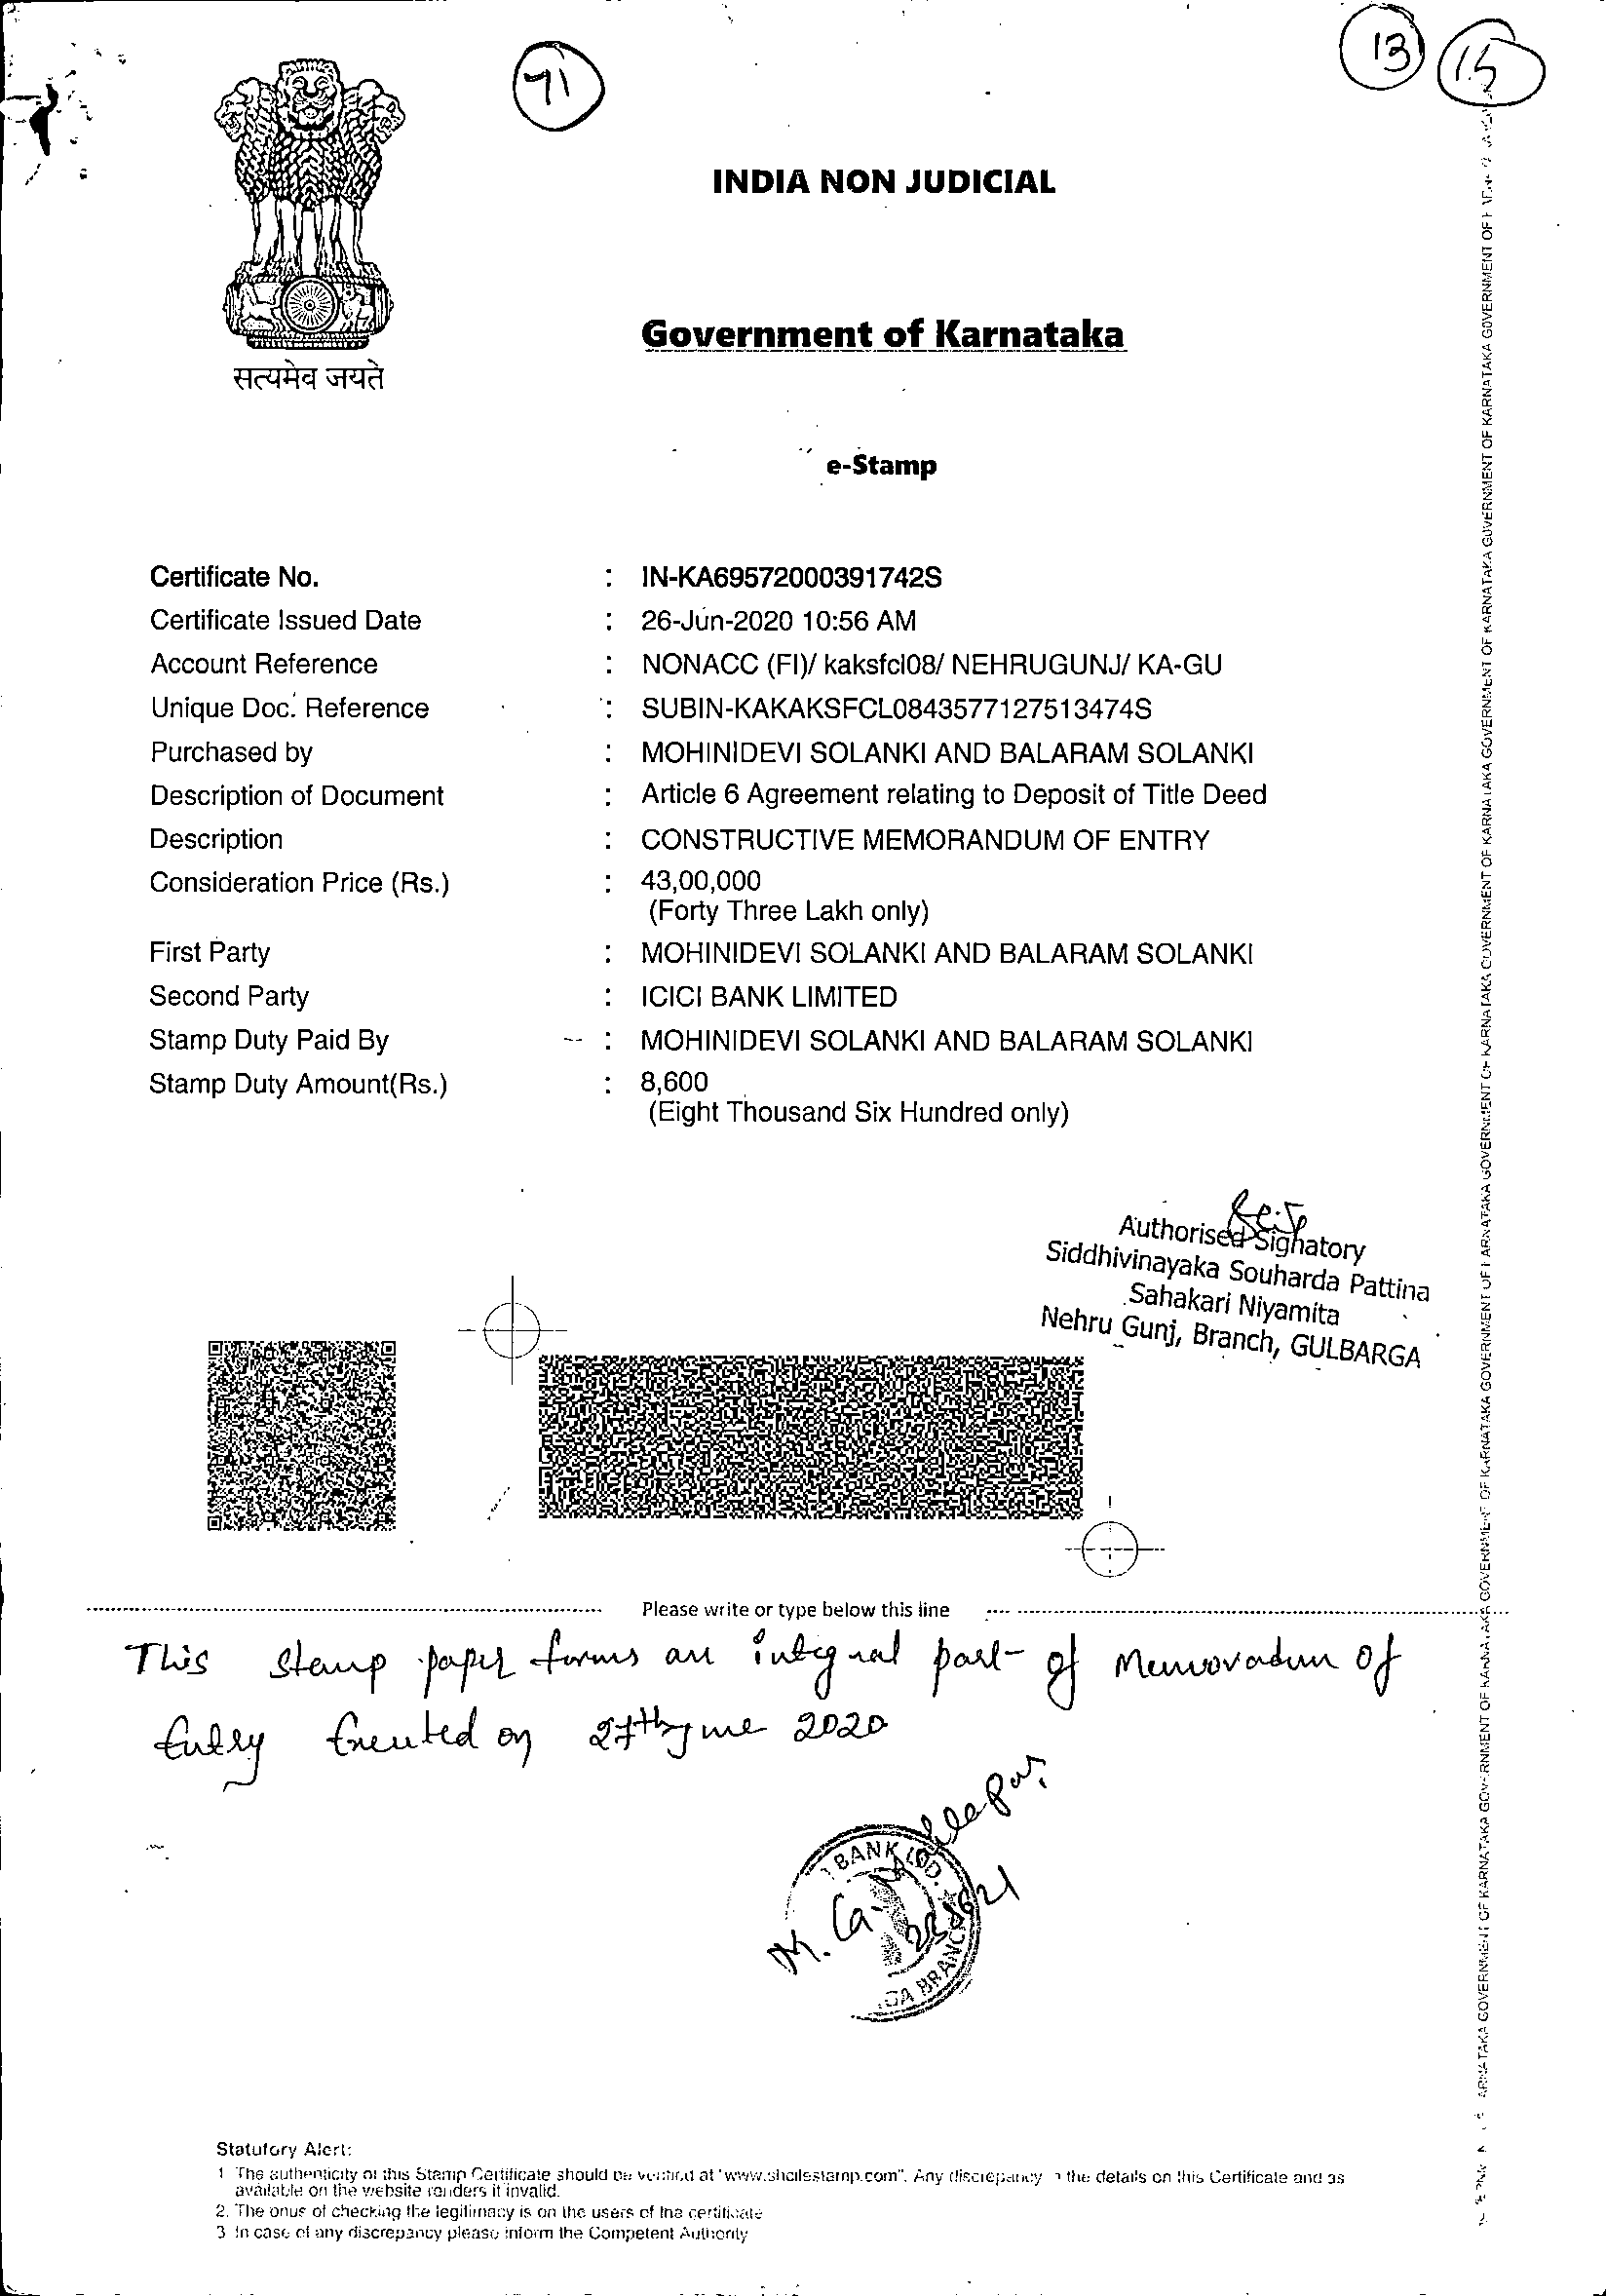 71
13
15
INDIA NON JUDICIAL
Government of Karnataka
सत्यमेव जयते
e-Stamp
Certificate No. : IN-KA69572000391742S
Certificate Issued Date : 26-Jun-2020 10:56 AM
Account Reference : NONACC (FI)/ kaksfcl08/ NEHRUGUNJ/ KA-GU
Unique Doc. Reference : SUBIN-KAKAKSFCL0843577127513474S
Purchased by : MOHINIDEVI SOLANKI AND BALARAM SOLANKI
Description of Document : Article 6 Agreement relating to Deposit of Title Deed
Description : CONSTRUCTIVE MEMORANDUM OF ENTRY
Consideration Price (Rs.) : 43,00,000
(Forty Three Lakh only)
First Party : MOHINIDEVI SOLANKI AND BALARAM SOLANKI
Second Party : ICICI BANK LIMITED
Stamp Duty Paid By : MOHINIDEVI SOLANKI AND BALARAM SOLANKI
Stamp Duty Amount(Rs.) : 8,600
(Eight Thousand Six Hundred only)
Authorised Signatory
Siddhivinayaka Souharda Pattina
Sahakari Niyamita
Nehru Gunj, Branch, GULBARGA
Please write or type below this line
This stamp paper forms an integral part of Memoradum of
Entry Executed on 27th June 2020
BANK LTD.
BRANCH
Statutory Alert:
1 The authenticity of this Stamp Certificate should be verified at "www.shcilestamp.com". Any discrepancy in the details on this Certificate and as
available on the website renders it invalid.
2. The onus of checking the legitimacy is on the users of the certificate
3 In case of any discrepancy please inform the Competent Authority
GOVERNMENT OF KARNATAKA GOVERNMENT OF KARNATAKA GOVERNMENT OF KARNATAKA